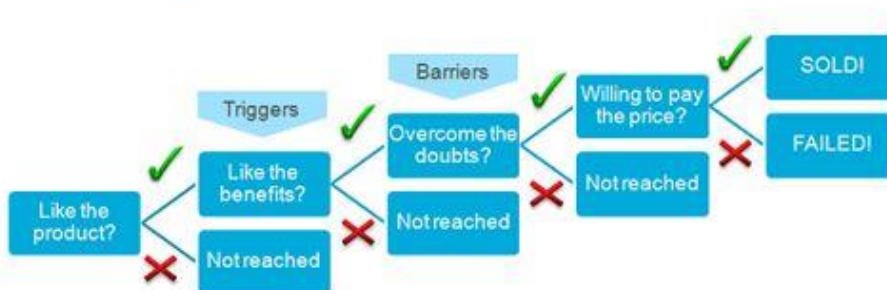 Like the
product?
Triggers
Like the
benefits?
Not reached
Barriers
Overcome the
doubts?
Not reached
Willing to pay
the price?
Not reached
SOLD!
FAILED!